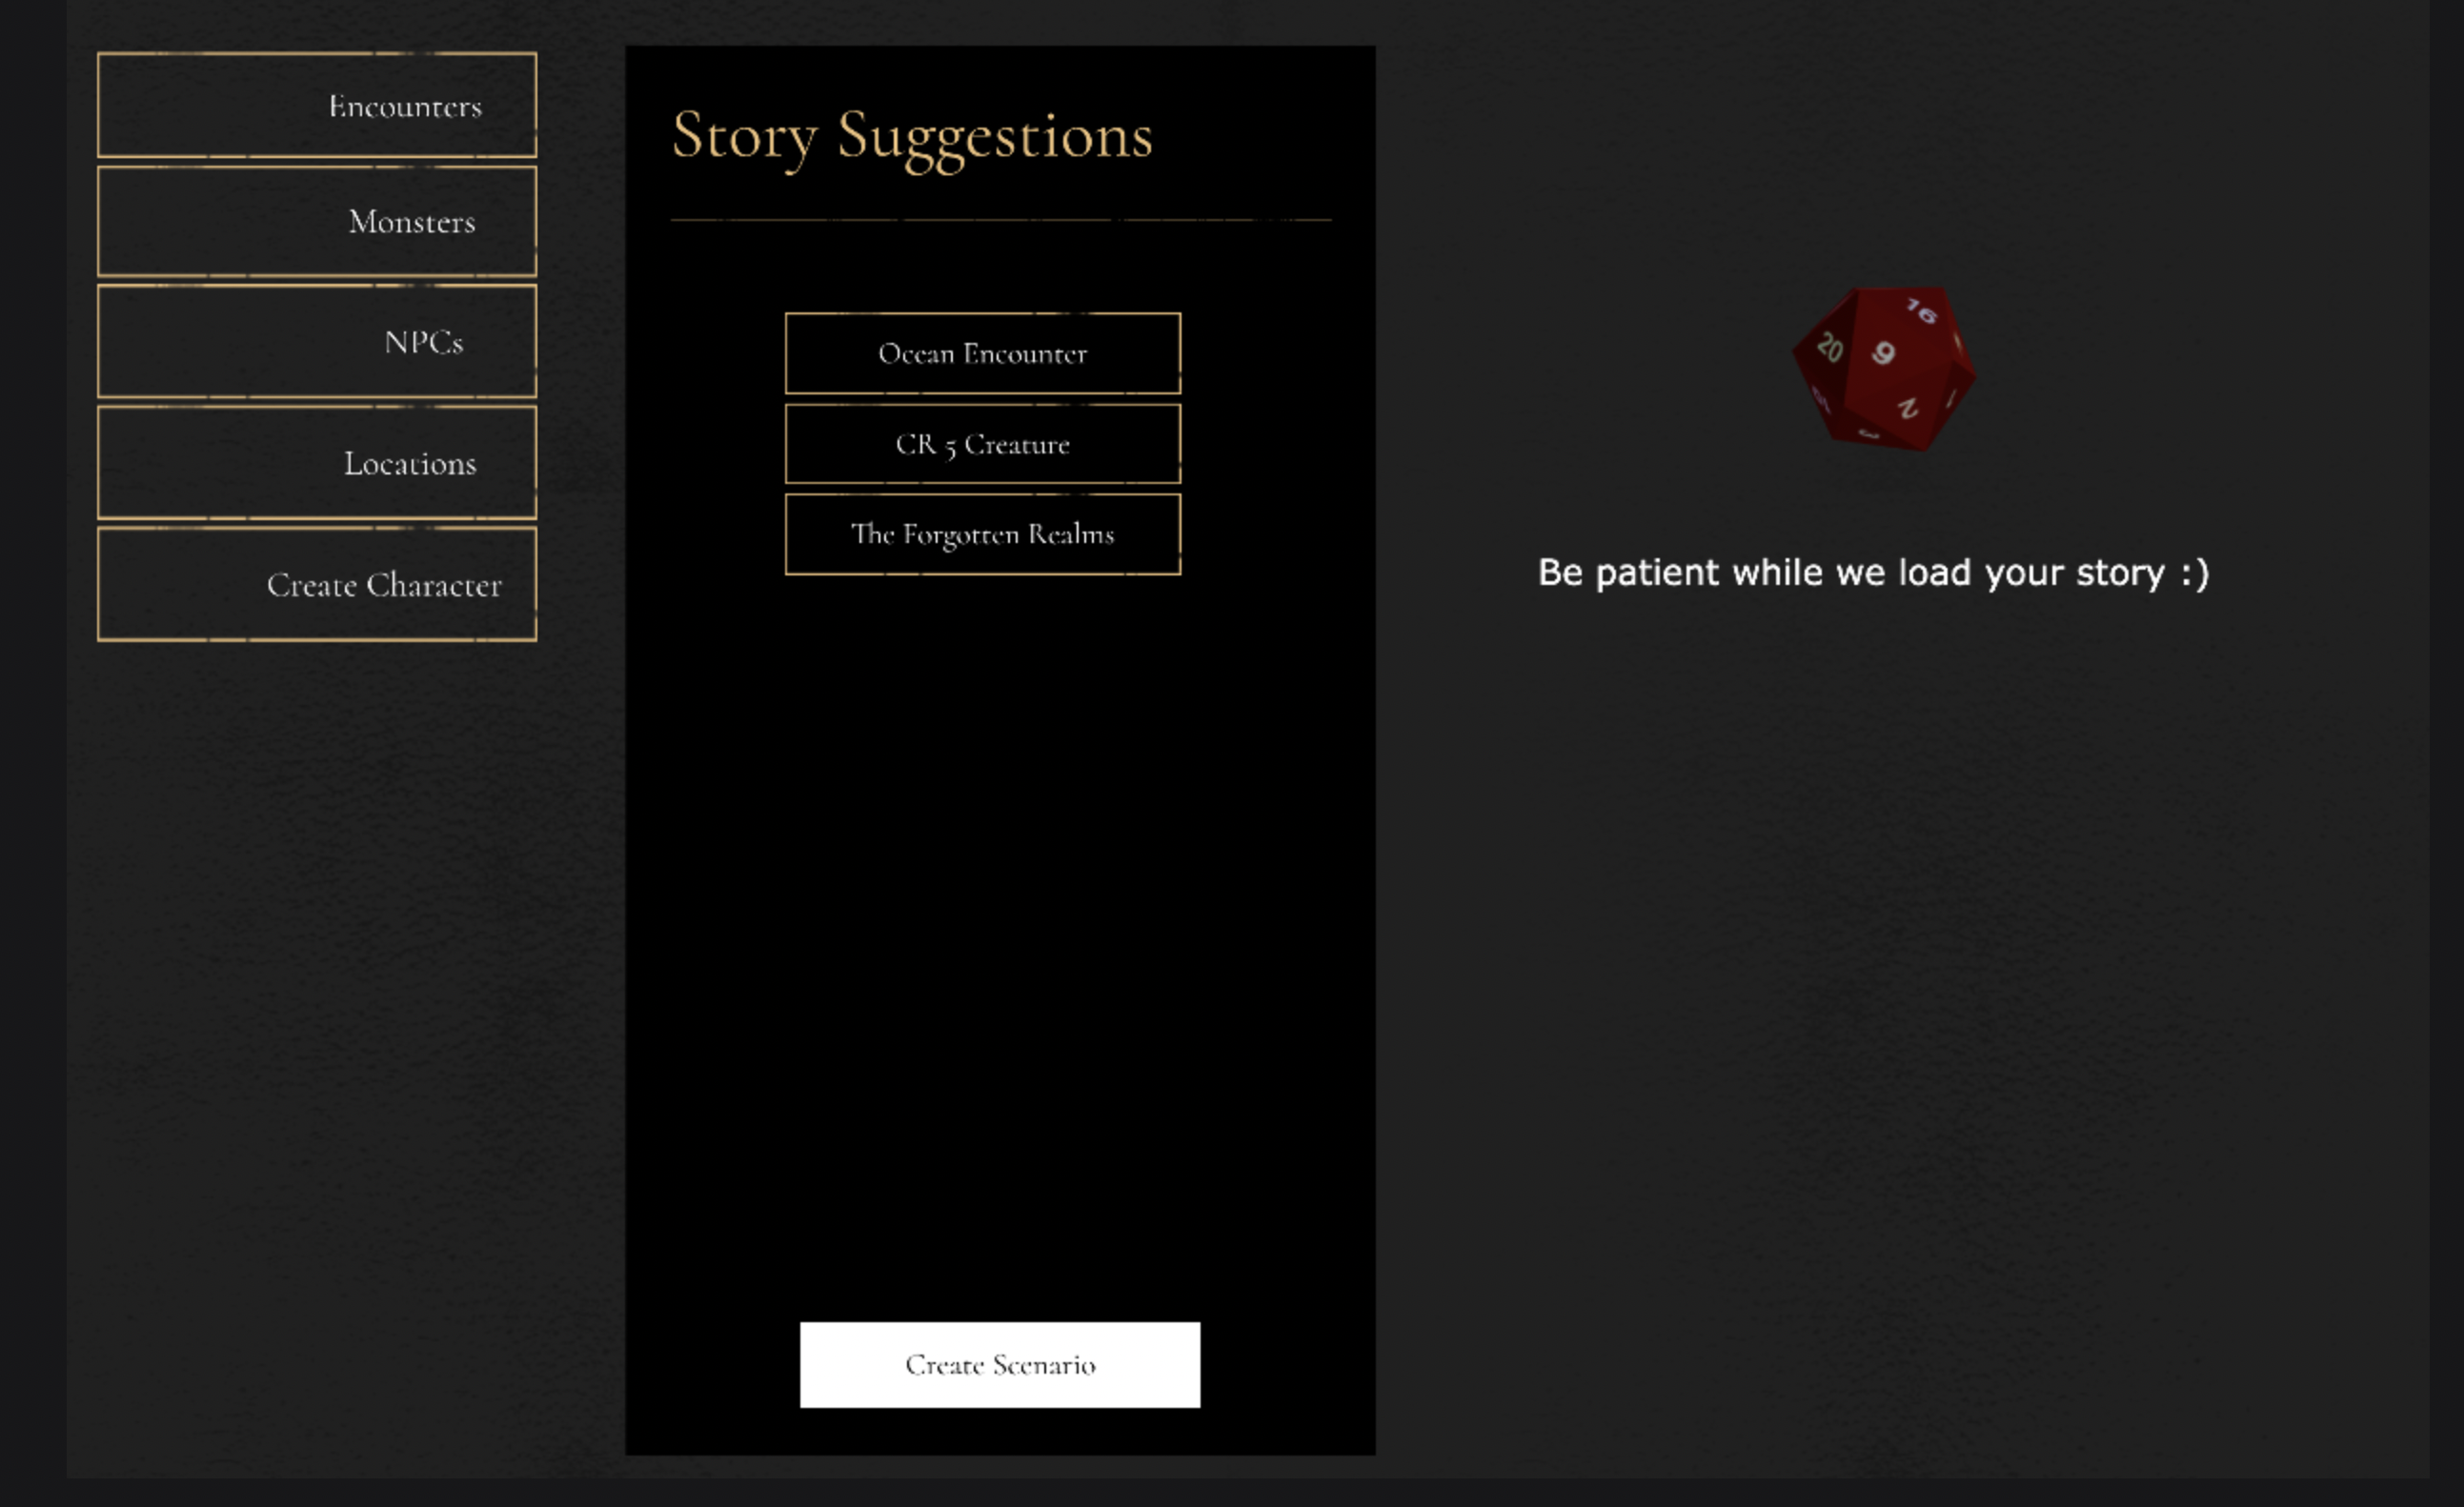 Encounters
Monsters
NPCs
Locations
Create Character
Story Suggestions
Ocean Encounter
CR 5 Creature
The Forgotten Realms
Create Scenario
16
20
9
2
Be patient while we load your story :)